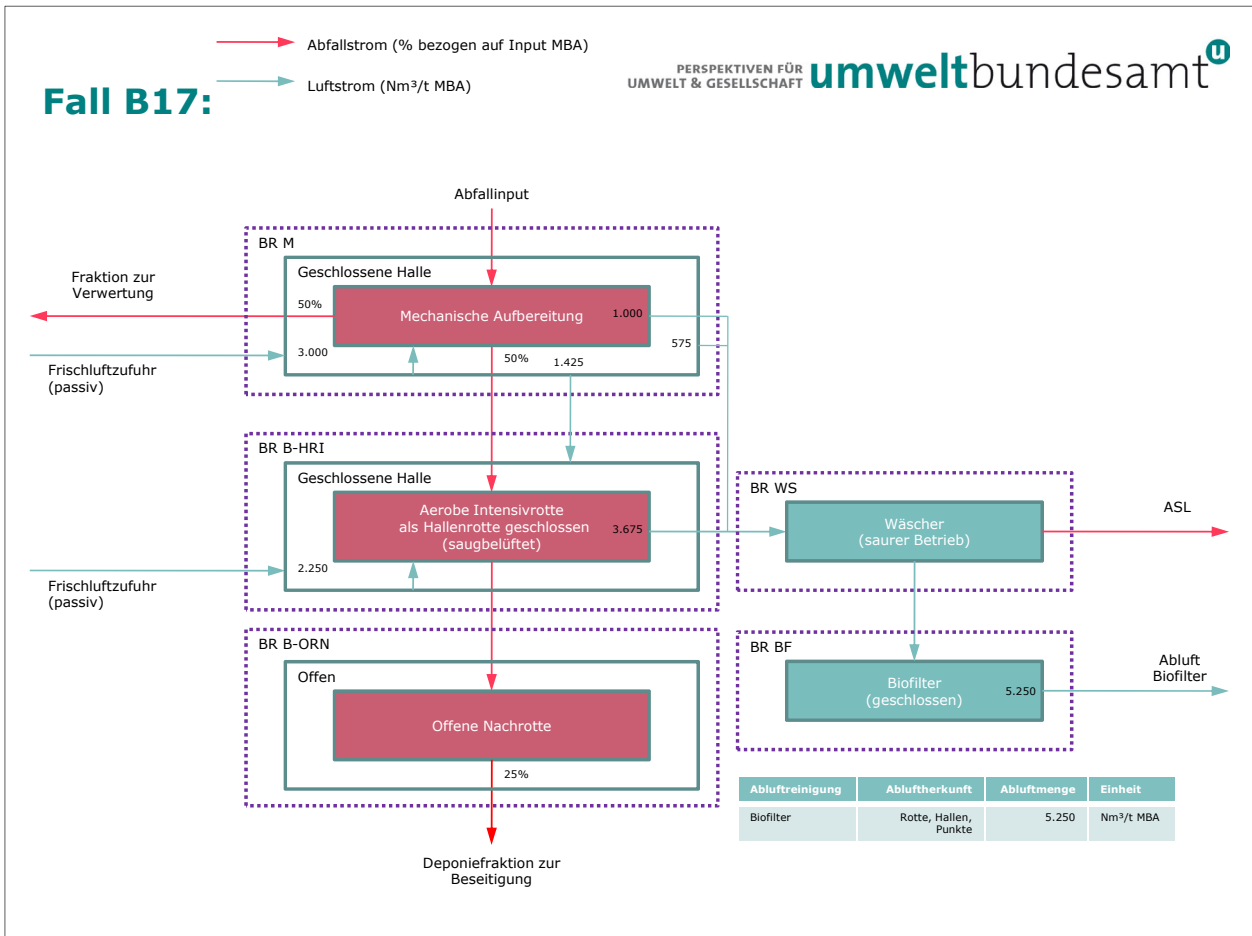 Abfallstrom (% bezogen auf Input MBA)
Luftstrom (Nm³/t MBA)
PERSPEKTIVEN FÜR
UMWELT & GESELLSCHAFT
umweltbundesamt
u
Fall B17:
Abfallinput
BR M
Geschlossene Halle
Fraktion zur
Verwertung
50%
Mechanische Aufbereitung
1.000
575
3.000
50%
1.425
Frischluftzufuhr
(passiv)
BR B-HRI
Geschlossene Halle
Aerobe Intensivrotte
als Hallenrotte geschlossen
(saugbelüftet)
3.675
2.250
Frischluftzufuhr
(passiv)
BR WS
Wäscher
(saurer Betrieb)
ASL
BR B-ORN
Offen
Offene Nachrotte
25%
Deponiefraktion zur
Beseitigung
BR BF
Biofilter
(geschlossen)
5.250
Abluft
Biofilter
Abluftreinigung Abluftherkunft Abluftmenge Einheit
Biofilter Rotte, Hallen, 5.250 Nm³/t MBA
Punkte